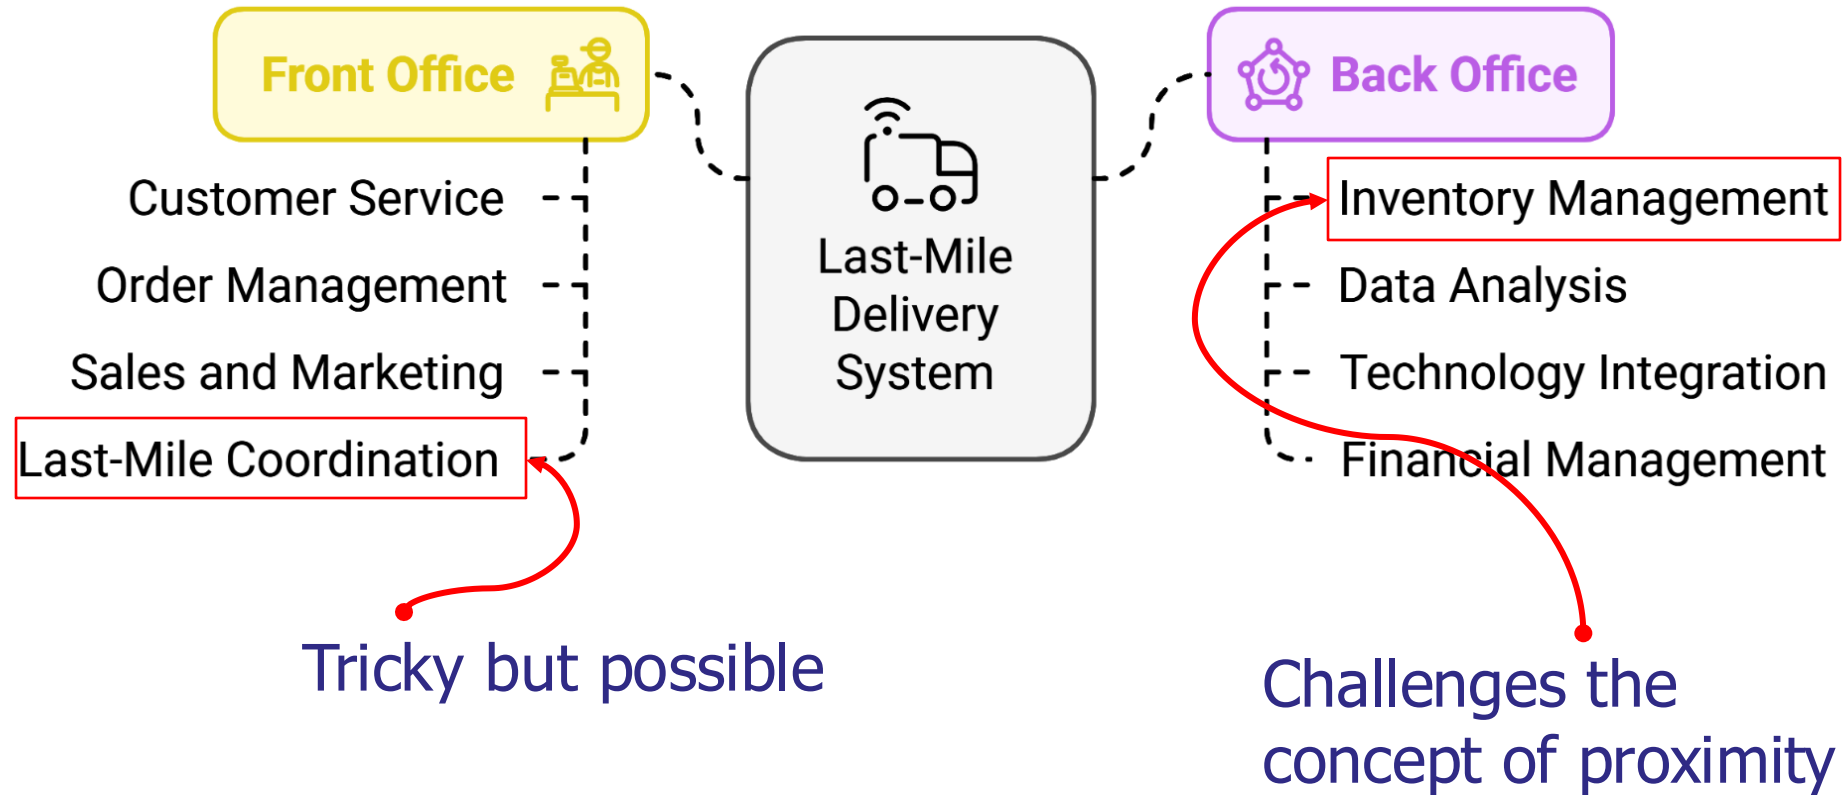 Front Office
Customer Service
Order Management
Sales and Marketing
Last-Mile Coordination
Last-Mile
Delivery
System
Back Office
Inventory Management
Data Analysis
Technology Integration
Financial Management
Tricky but possible
Challenges the
concept of proximity